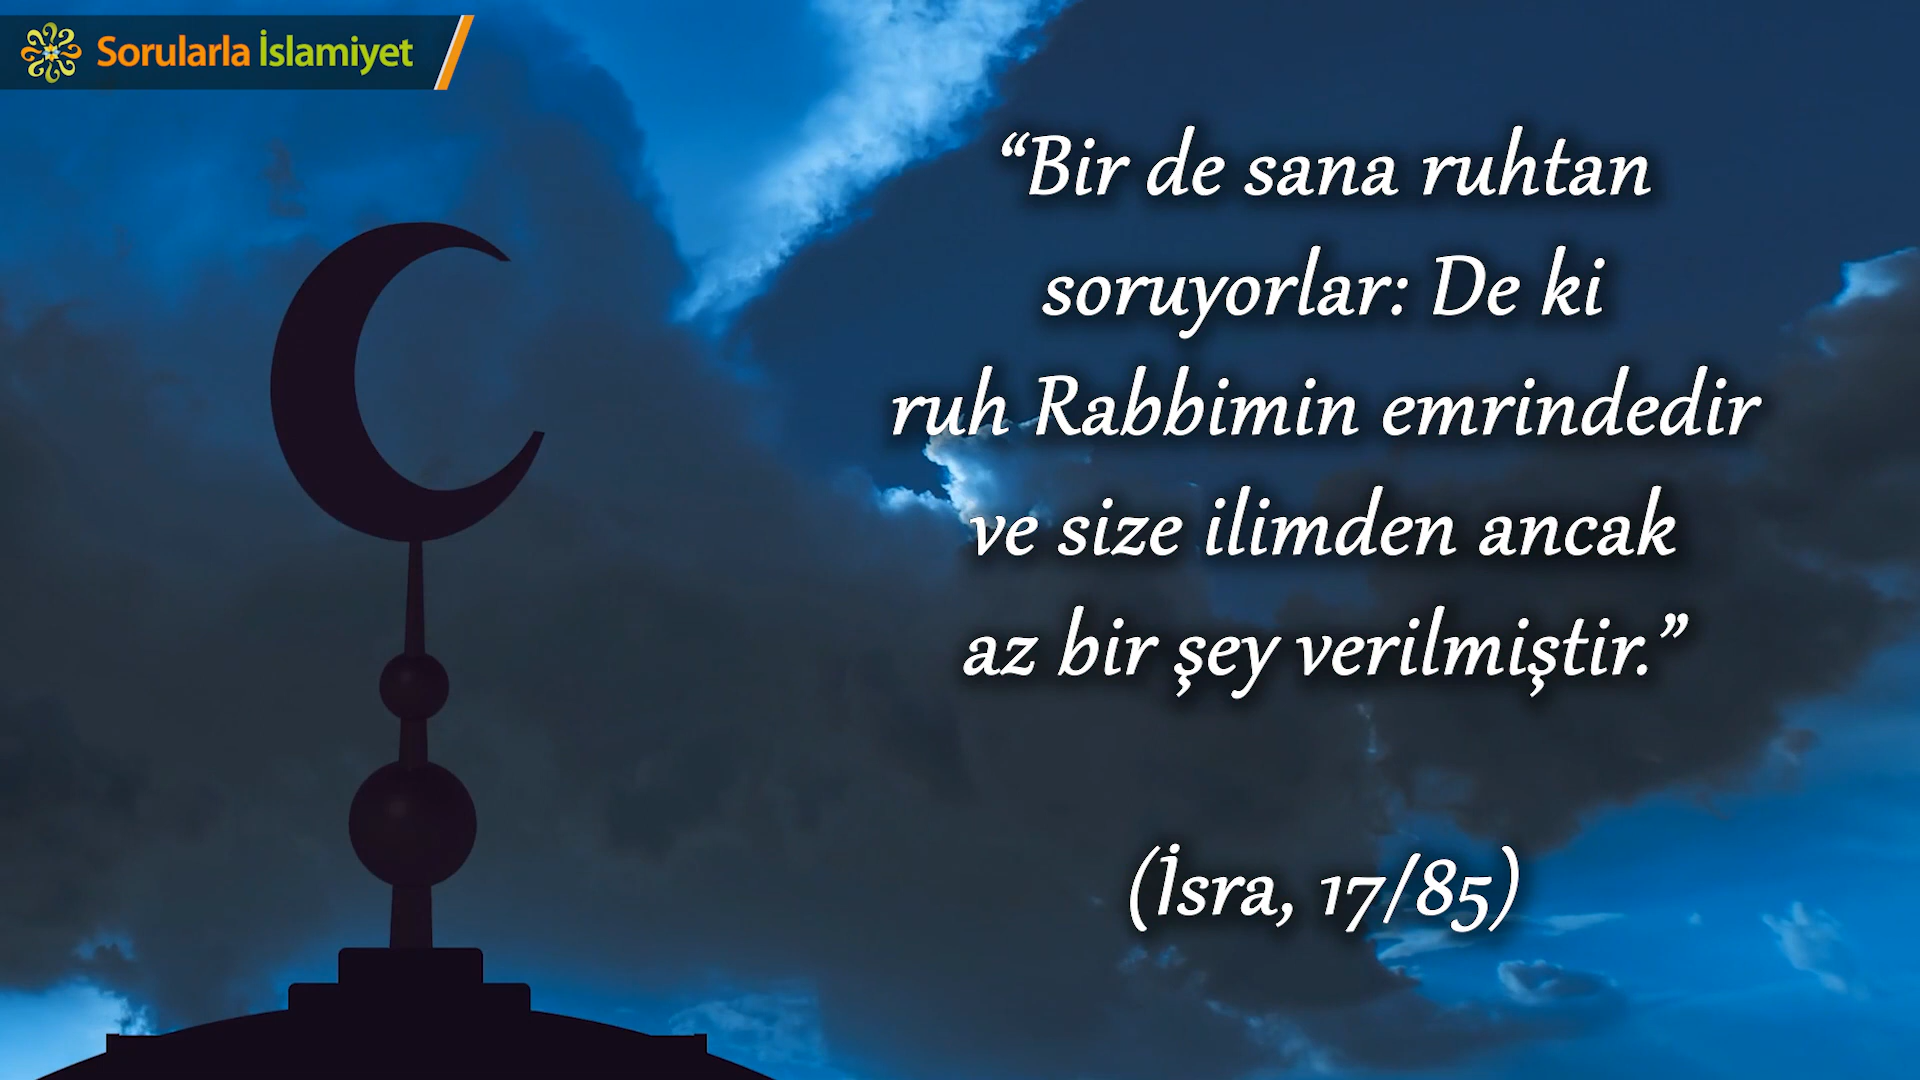 Sorularla İslamiyet
“Bir de sana ruhtan
soruyorlar: De ki
ruh Rabbimin emrindedir
ve size ilimden ancak
az bir şey verilmiştir.”
(İsra, 17/85)